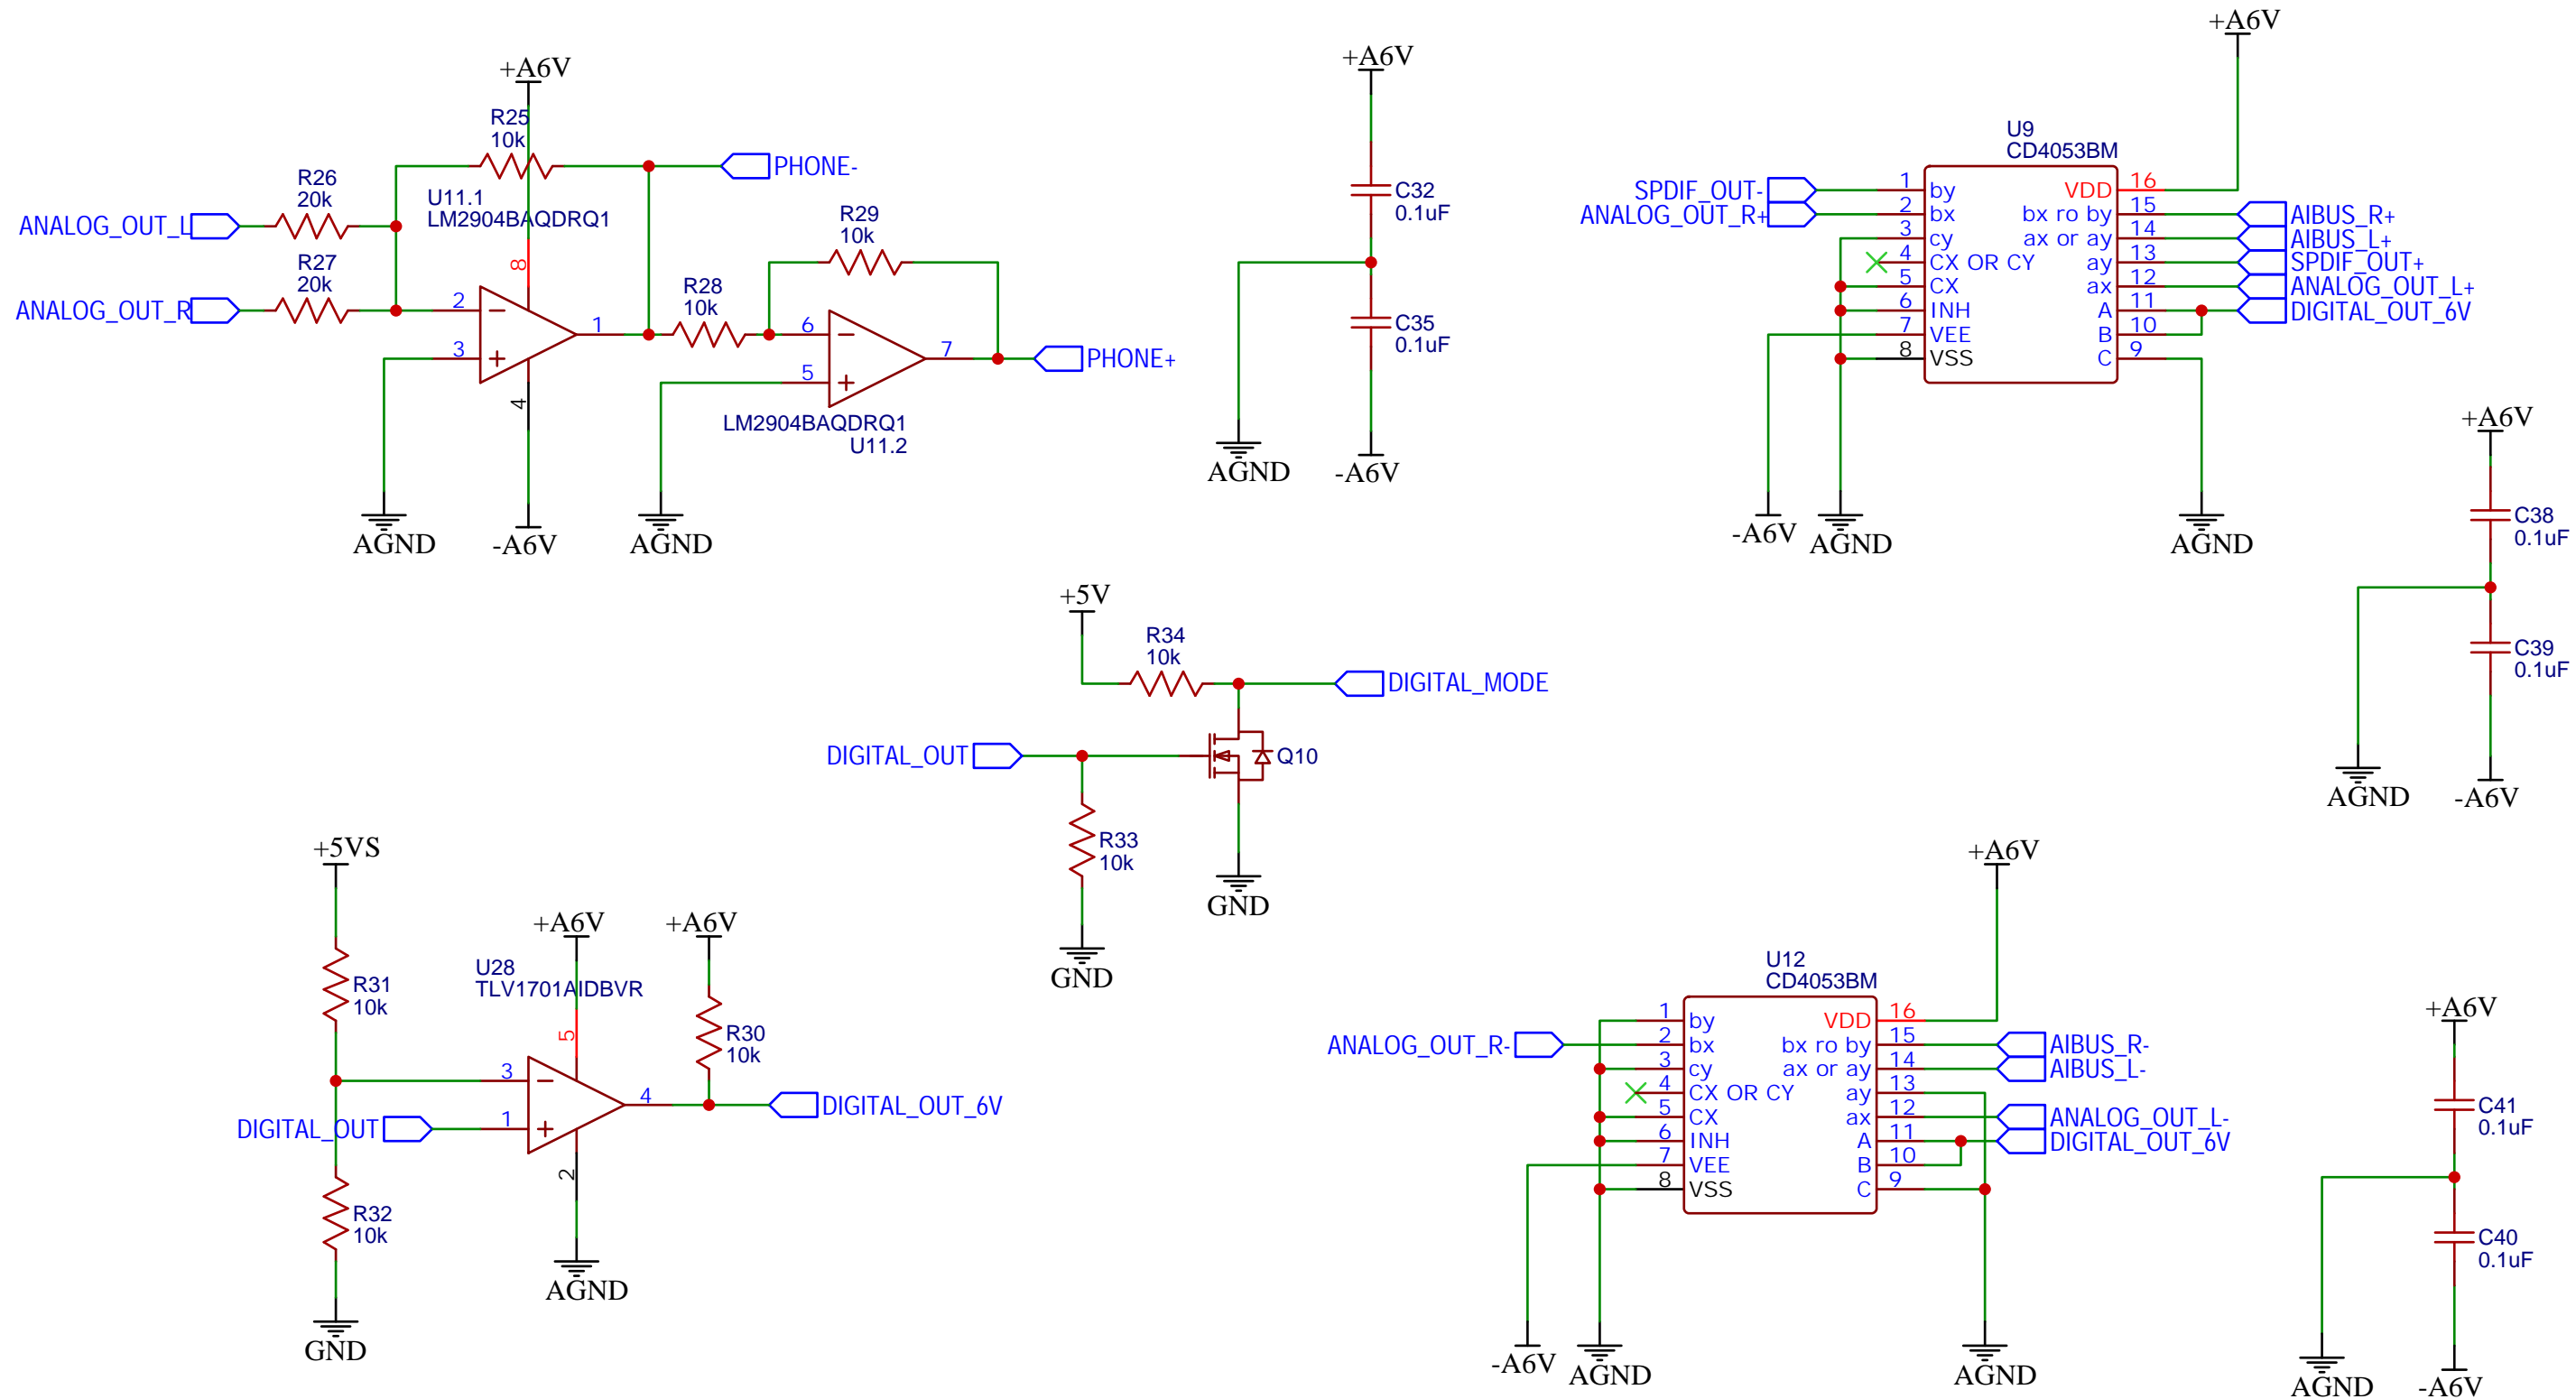 +A6V
R25
10k
PHONE-
R26
20k
U11.1
LM2904BAQDRQ1
ANALOG_OUT_L
R27
20k
ANALOG_OUT_R
8
2
3
1
4
AGND
-A6V
R29
10k
R28
10k
6
5
7
PHONE+
LM2904BAQDRQ1
U11.2
AGND
+A6V
C32
0.1uF
C35
0.1uF
AGND
-A6V
+A6V
U9
CD4053BM
SPDIF_OUT- 1 by VDD 16
ANALOG_OUT_R+ 2 bx bx ro by 15 AIBUS_R+
3 cy ax or ay 14 AIBUS_L+
4 CX OR CY ay 13 SPDIF_OUT+
5 CX ax 12 ANALOG_OUT_L+
6 INH A 11 DIGITAL_OUT_6V
7 VEE B 10
8 VSS C 9
-A6V
AGND
AGND
+A6V
C38
0.1uF
C39
0.1uF
AGND
-A6V
+5V
R34
10k
DIGITAL_MODE
DIGITAL_OUT
Q10
R33
10k
GND
GND
+5VS
R31
10k
+A6V
+A6V
U28
TLV1701AIDBVR
5
R30
10k
3
1
4
2
DIGITAL_OUT
DIGITAL_OUT_6V
R32
10k
AGND
GND
+A6V
U12
CD4053BM
1 by VDD 16
ANALOG_OUT_R- 2 bx bx ro by 15 AIBUS_R-
3 cy ax or ay 14 AIBUS_L-
4 CX OR CY ay 13
5 CX ax 12 ANALOG_OUT_L-
6 INH A 11 DIGITAL_OUT_6V
7 VEE B 10
8 VSS C 9
-A6V
AGND
AGND
+A6V
C41
0.1uF
C40
0.1uF
AGND
-A6V